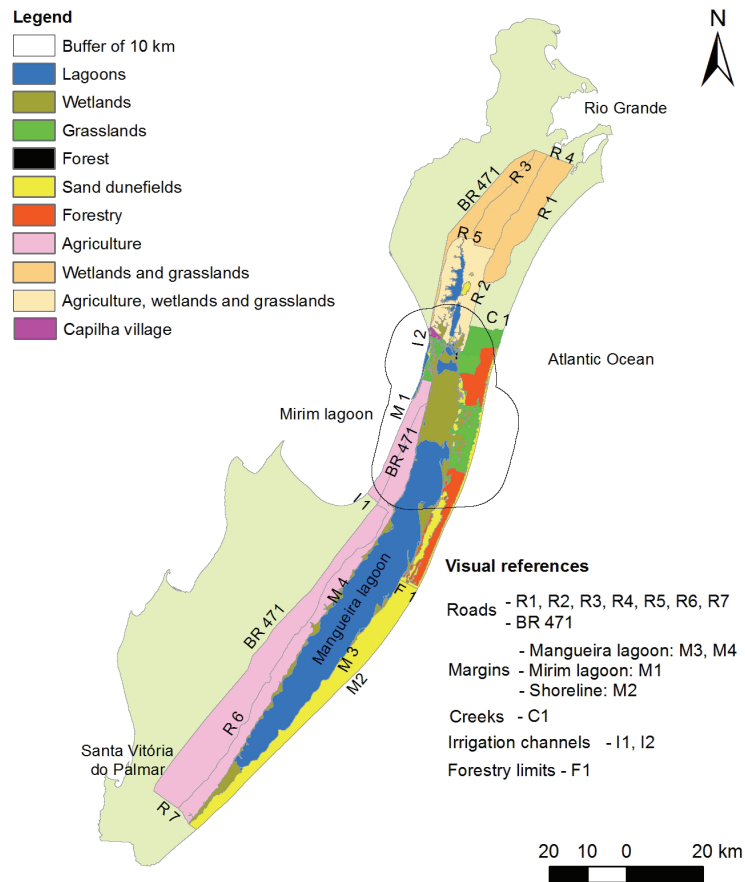 Legend
Buffer of 10 km
Lagoons
Wetlands
Grasslands
Forest
Sand dunefields
Forestry
Agriculture
Wetlands and grasslands
Agriculture, wetlands and grasslands
Capilha village
N
Rio Grande
R 4
R 3
BR 471
R 1
R 5
R 2
C 1
I 2
Atlantic Ocean
Mirim lagoon
M 1
BR 471
I 1
M 4
Mangueira lagoon
F 1
BR 471
M 3
M2
R 6
Santa Vitória
do Palmar
R 7
Visual references
Roads - R1, R2, R3, R4, R5, R6, R7
- BR 471
- Mangueira lagoon: M3, M4
Margins - Mirim lagoon: M1
- Shoreline: M2
Creeks - C1
Irrigation channels - I1, I2
Forestry limits - F1
20 10 0 20 km